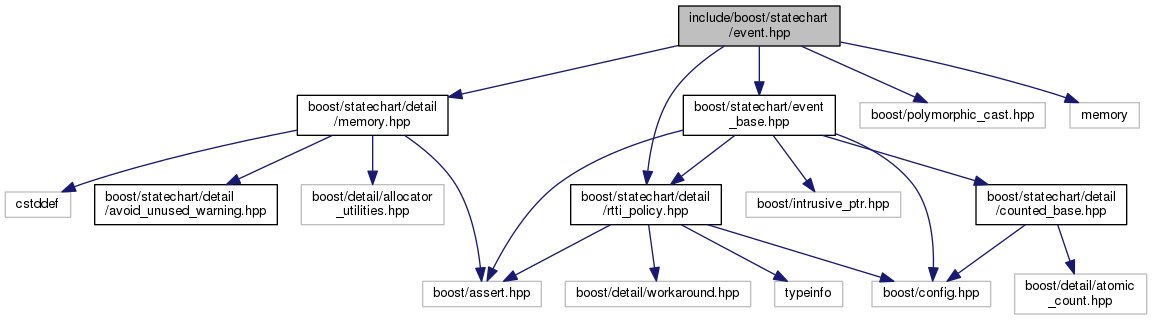 include/boost/statechart
/event.hpp
boost/statechart/detail
/memory.hpp
boost/statechart/event
_base.hpp
boost/polymorphic_cast.hpp
memory
cstddef
boost/statechart/detail
/avoid_unused_warning.hpp
boost/detail/allocator
_utilities.hpp
boost/statechart/detail
/rtti_policy.hpp
boost/intrusive_ptr.hpp
boost/statechart/detail
/counted_base.hpp
boost/assert.hpp
boost/detail/workaround.hpp
typeinfo
boost/config.hpp
boost/detail/atomic
_count.hpp